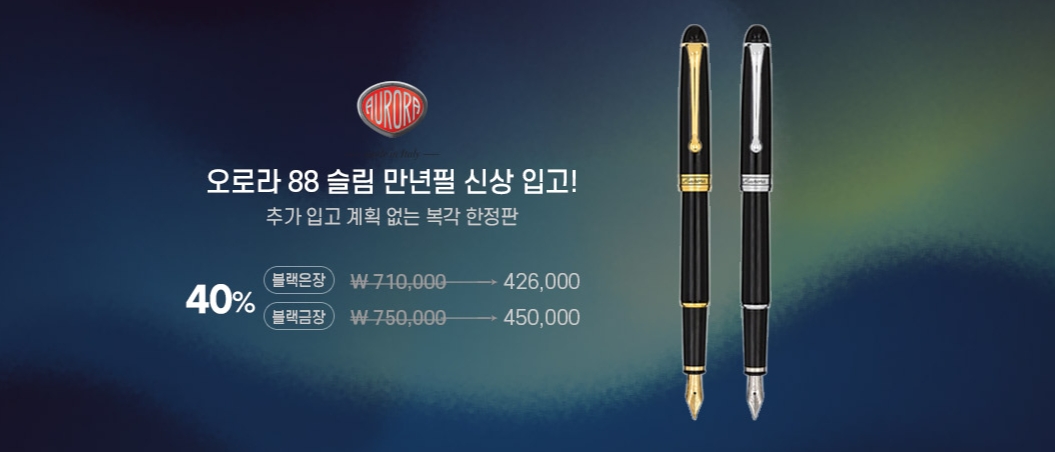 AURORA
오로라 88 슬림 만년필 신상 입고!
추가 입고 계획 없는 복각 한정판
40% 블랙은장 ₩ 710,000 → 426,000
블랙금장 ₩ 750,000 → 450,000